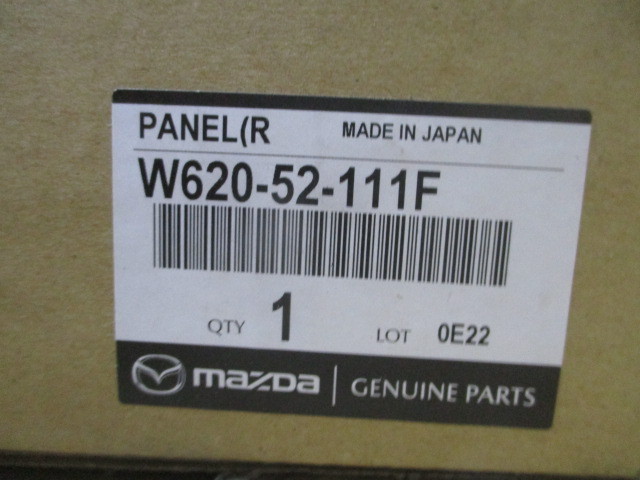 PANEL(R MADE IN JAPAN
W620-52-111F
QTY 1 LOT 0E22
mazda GENUINE PARTS